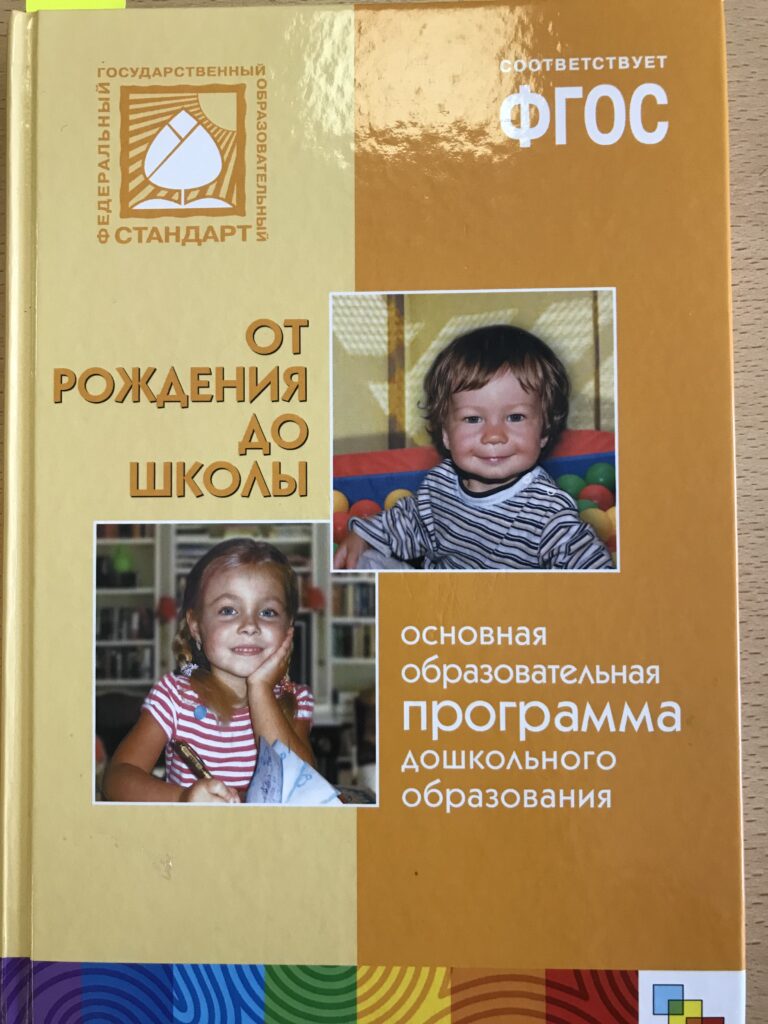 ФЕДЕРАЛЬНЫЙ
ГОСУДАРСТВЕННЫЙ
ОБРАЗОВАТЕЛЬНЫЙ
СТАНДАРТ
СООТВЕТСТВУЕТ
ФГОС
ОТ
РОЖДЕНИЯ
ДО
ШКОЛЫ
основная
образовательная
программа
дошкольного
образования